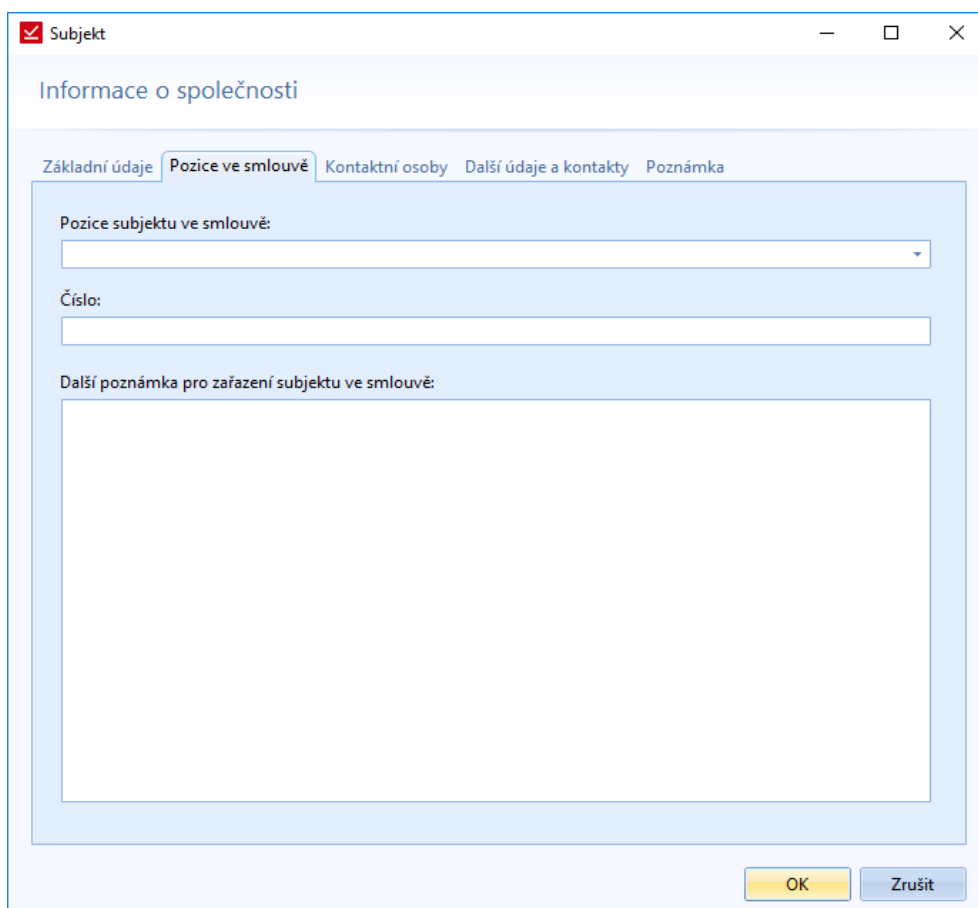 Subjekt
Informace o společnosti
Základní údaje Pozice ve smlouvě Kontaktní osoby Další údaje a kontakty Poznámka
Pozice subjektu ve smlouvě:
Číslo:
Další poznámka pro zařazení subjektu ve smlouvě:
OK Zrušit